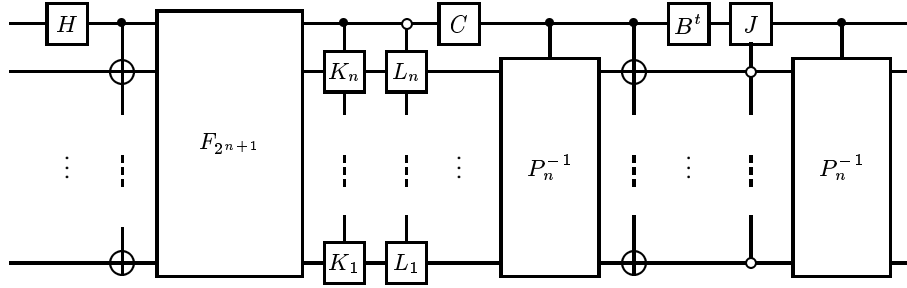 H C B^t J
K_n L_n
F_{2^{n+1}} P_n^{-1} P_n^{-1}
⋮ ⋮ ⋮
K_1 L_1